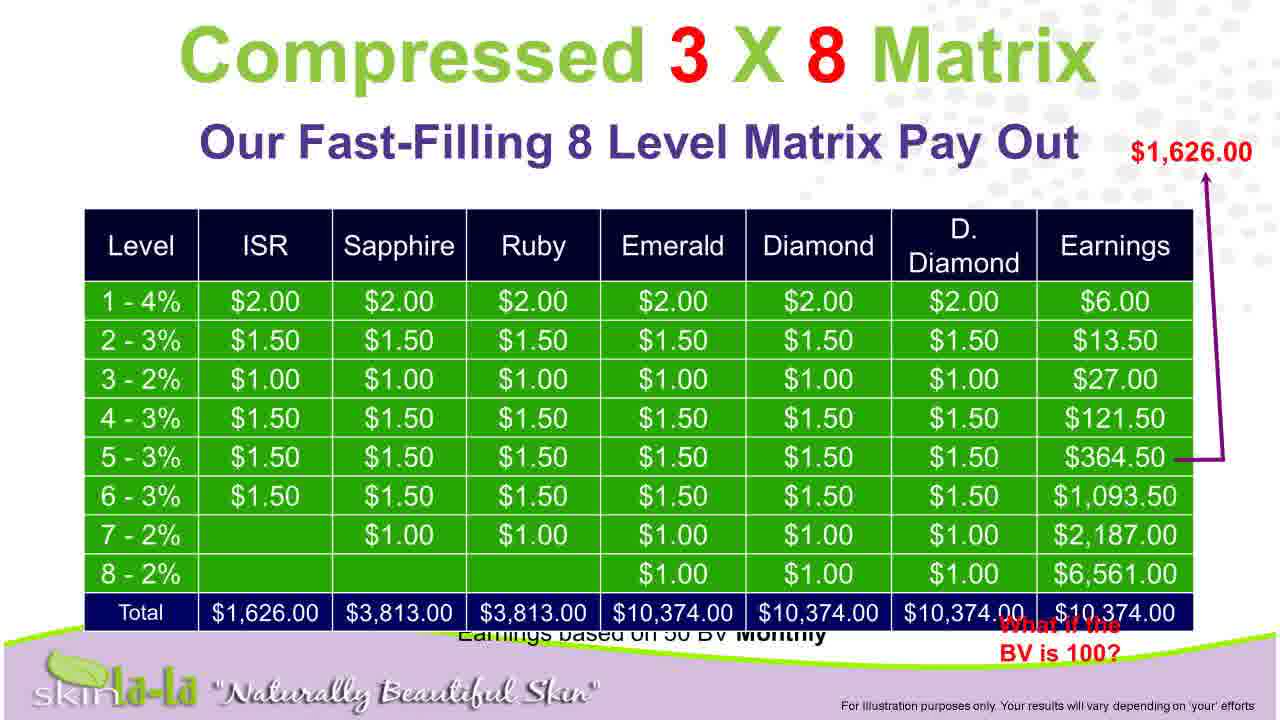 Compressed 3 X 8 Matrix
Our Fast-Filling 8 Level Matrix Pay Out
$1,626.00
Level ISR Sapphire Ruby Emerald Diamond D. Diamond Earnings
1 - 4% $2.00 $2.00 $2.00 $2.00 $2.00 $2.00 $6.00
2 - 3% $1.50 $1.50 $1.50 $1.50 $1.50 $1.50 $13.50
3 - 2% $1.00 $1.00 $1.00 $1.00 $1.00 $1.00 $27.00
4 - 3% $1.50 $1.50 $1.50 $1.50 $1.50 $1.50 $121.50
5 - 3% $1.50 $1.50 $1.50 $1.50 $1.50 $1.50 $364.50
6 - 3% $1.50 $1.50 $1.50 $1.50 $1.50 $1.50 $1,093.50
7 - 2% $1.00 $1.00 $1.00 $1.00 $1.00 $2,187.00
8 - 2% $1.00 $1.00 $1.00 $6,561.00
Total $1,626.00 $3,813.00 $3,813.00 $10,374.00 $10,374.00 $10,374.00 $10,374.00
Earnings based on 50 BV Monthly
What if the
BV is 100?
skin la-la "Naturally Beautiful Skin"
For Illustration purposes only. Your results will vary depending on 'your' efforts